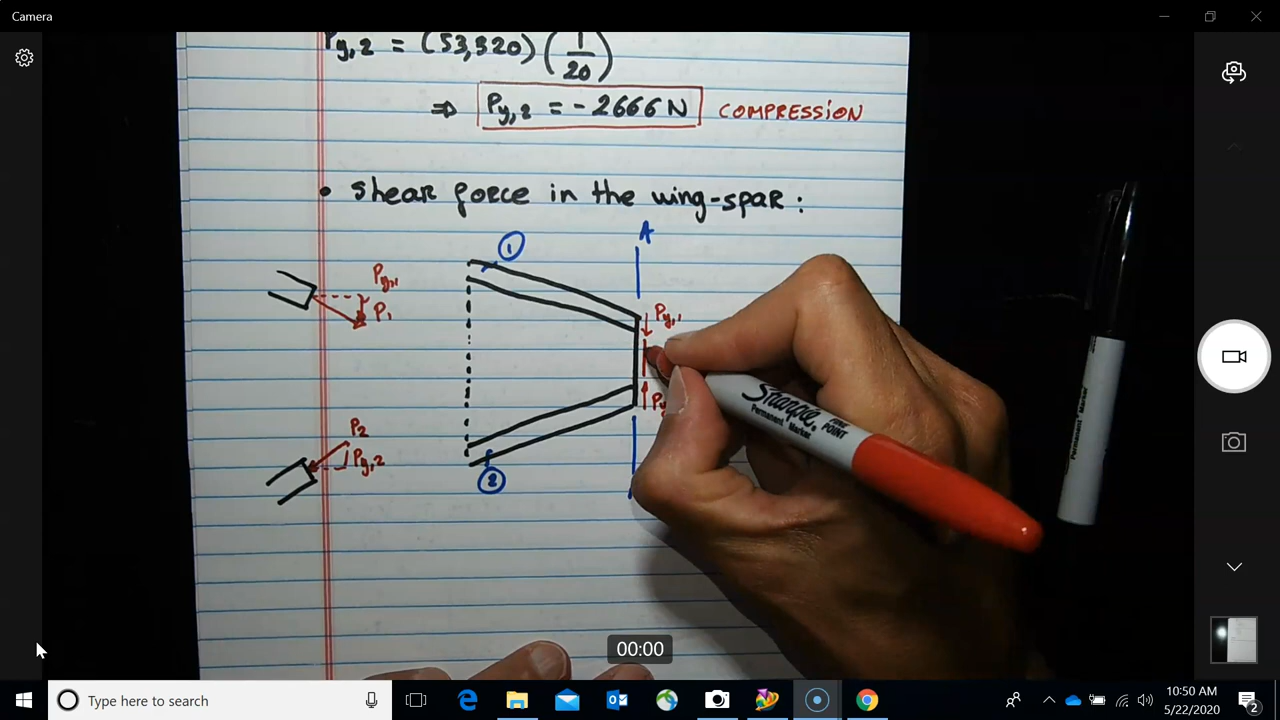 Camera
Py,2 = (53,320)(1/20)
⇒ Py,2 = - 2666 N COMPRESSION
• shear force in the wing-spar :
A
1
Py,1
P1
Py,1
P2
Py,2
2
Sharpie®
Permanent Marker
FINE POINT
Permanent Marker
00:00
Type here to search
10:50 AM
5/22/2020
2